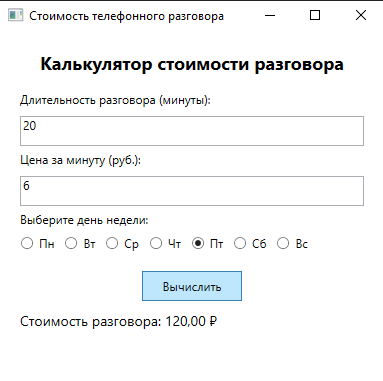 Стоимость телефонного разговора
Калькулятор стоимости разговора
Длительность разговора (минуты):
20
Цена за минуту (руб.):
6
Выберите день недели:
Пн Вт Ср Чт Пт Сб Вс
Вычислить
Стоимость разговора: 120,00 ₽